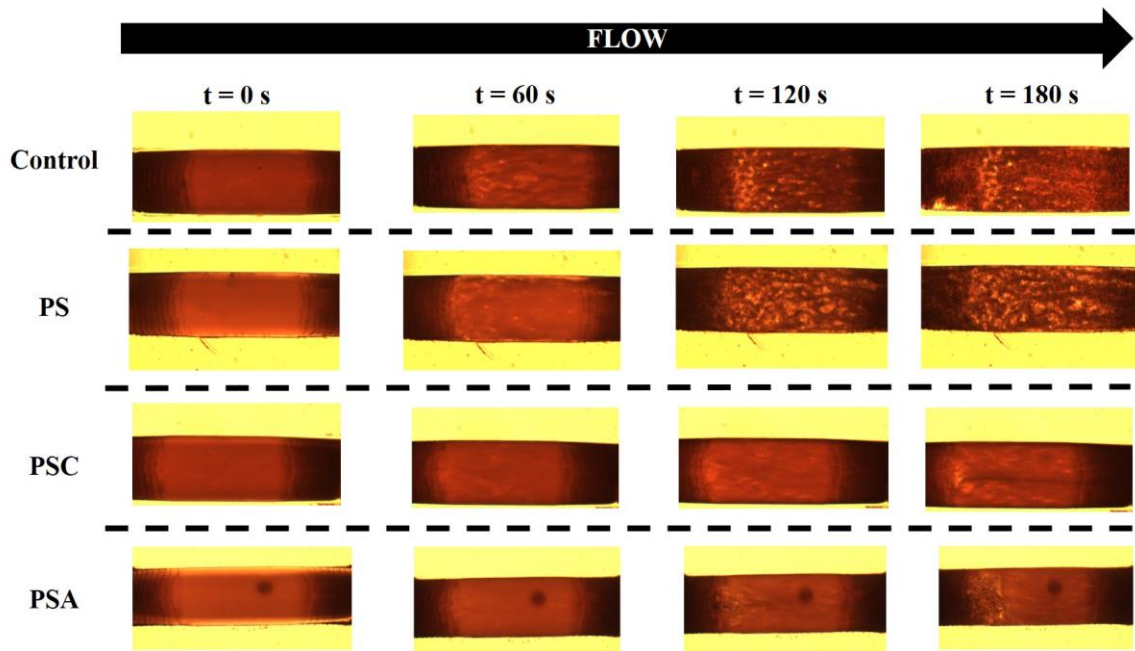 FLOW
t = 0 s
t = 60 s
t = 120 s
t = 180 s
Control
PS
PSC
PSA